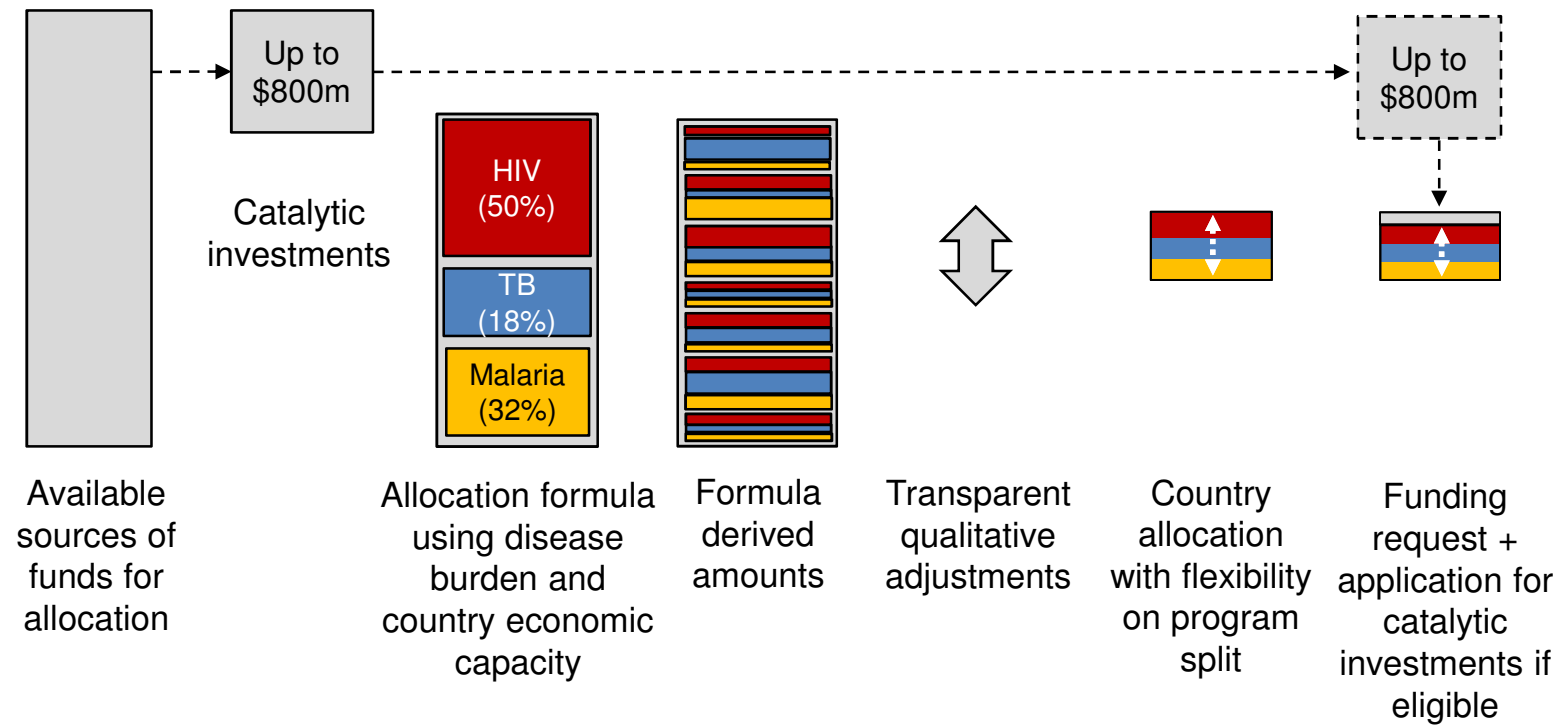 Up to
$800m
Up to
$800m
Catalytic
investments
HIV
(50%)
TB
(18%)
Malaria
(32%)
Available
sources of
funds for
allocation
Allocation formula
using disease
burden and
country economic
capacity
Formula
derived
amounts
Transparent
qualitative
adjustments
Country
allocation
with flexibility
on program
split
Funding
request +
application for
catalytic
investments if
eligible